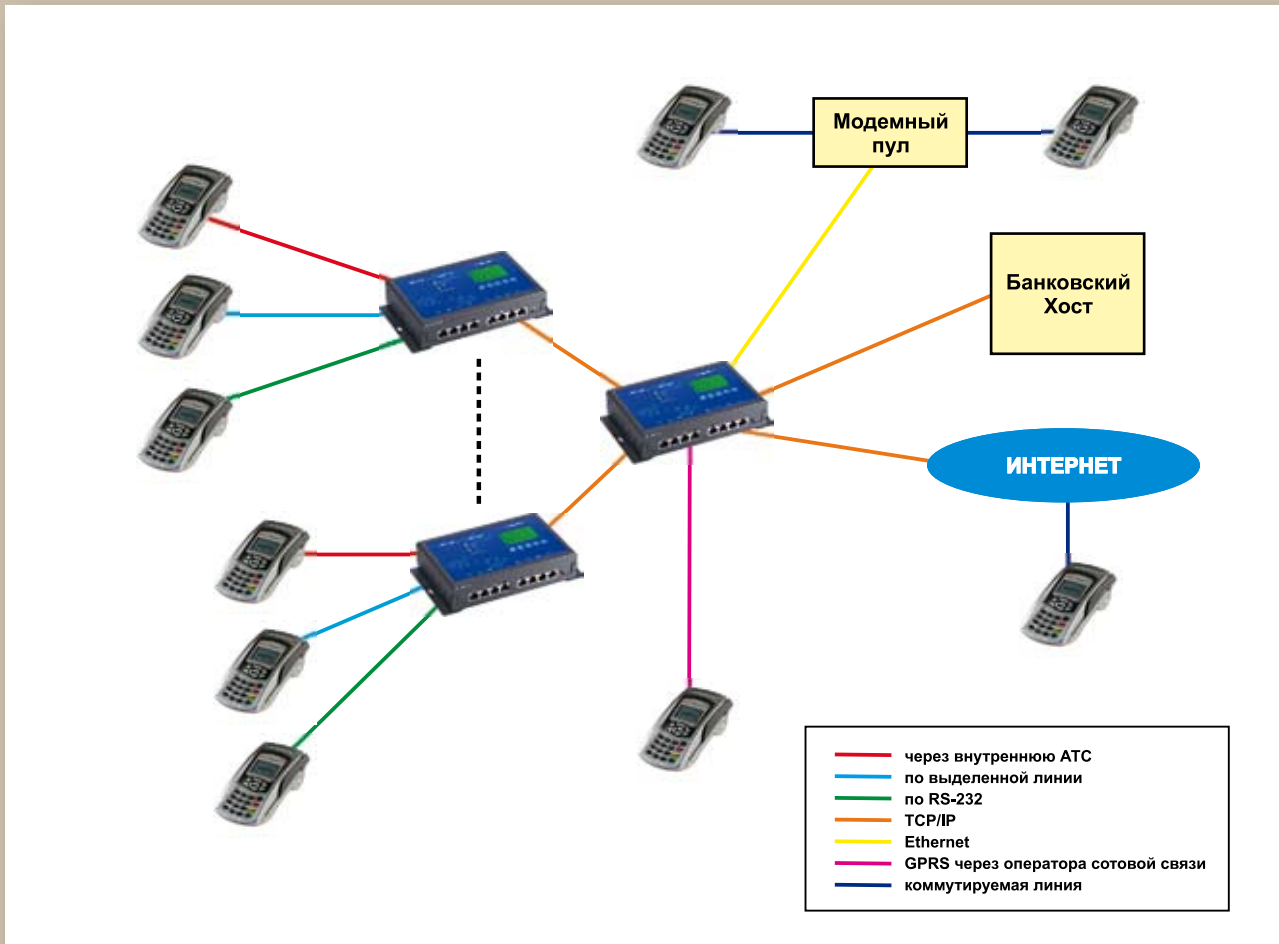 Модемный
пул
Банковский
Хост
ИНТЕРНЕТ
через внутреннюю АТС
по выделенной линии
по RS-232
TCP/IP
Ethernet
GPRS через оператора сотовой связи
коммутируемая линия